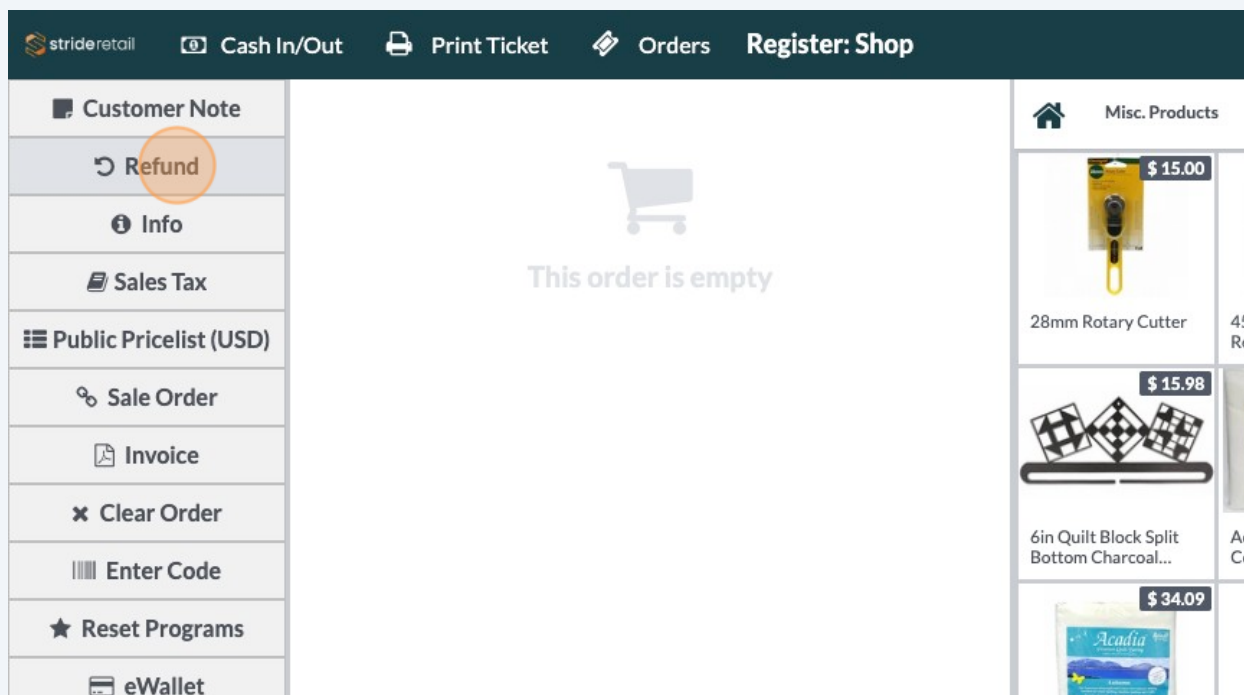 strideretail Cash In/Out Print Ticket Orders Register: Shop
Customer Note
Refund
Info
Sales Tax
Public Pricelist (USD)
Sale Order
Invoice
Clear Order
Enter Code
Reset Programs
eWallet
This order is empty
Misc. Products
$ 15.00
28mm Rotary Cutter
$ 15.98
6in Quilt Block Split
Bottom Charcoal...
$ 34.09
Acadia